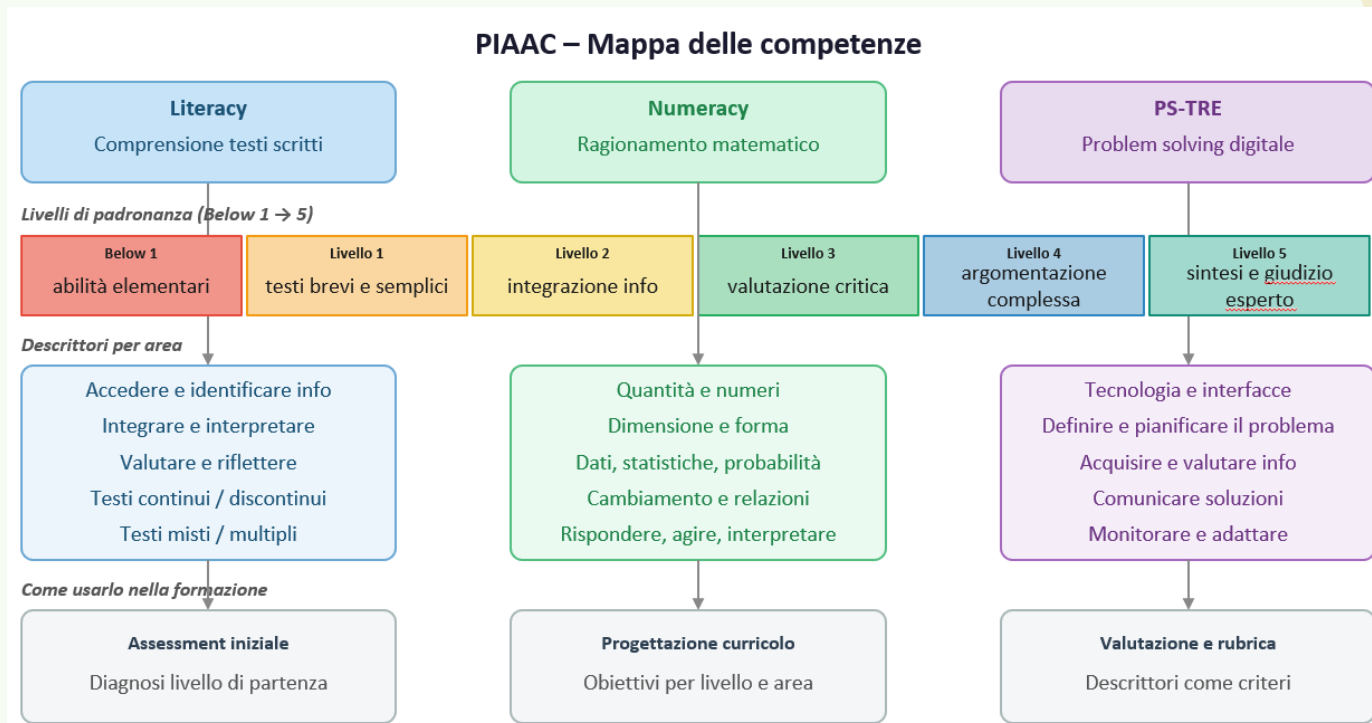 PIAAC – Mappa delle competenze
Literacy
Comprensione testi scritti
Numeracy
Ragionamento matematico
PS-TRE
Problem solving digitale
Livelli di padronanza (Below 1 → 5)
Below 1
abilità elementari
Livello 1
testi brevi e semplici
Livello 2
integrazione info
Livello 3
valutazione critica
Livello 4
argomentazione
complessa
Livello 5
sintesi e giudizio
esperto
Descrittori per area
Accedere e identificare info
Integrare e interpretare
Valutare e riflettere
Testi continui / discontinui
Testi misti / multipli
Quantità e numeri
Dimensione e forma
Dati, statistiche, probabilità
Cambiamento e relazioni
Rispondere, agire, interpretare
Tecnologia e interfacce
Definire e pianificare il problema
Acquisire e valutare info
Comunicare soluzioni
Monitorare e adattare
Come usarlo nella formazione
Assessment iniziale
Diagnosi livello di partenza
Progettazione curricolo
Obiettivi per livello e area
Valutazione e rubrica
Descrittori come criteri